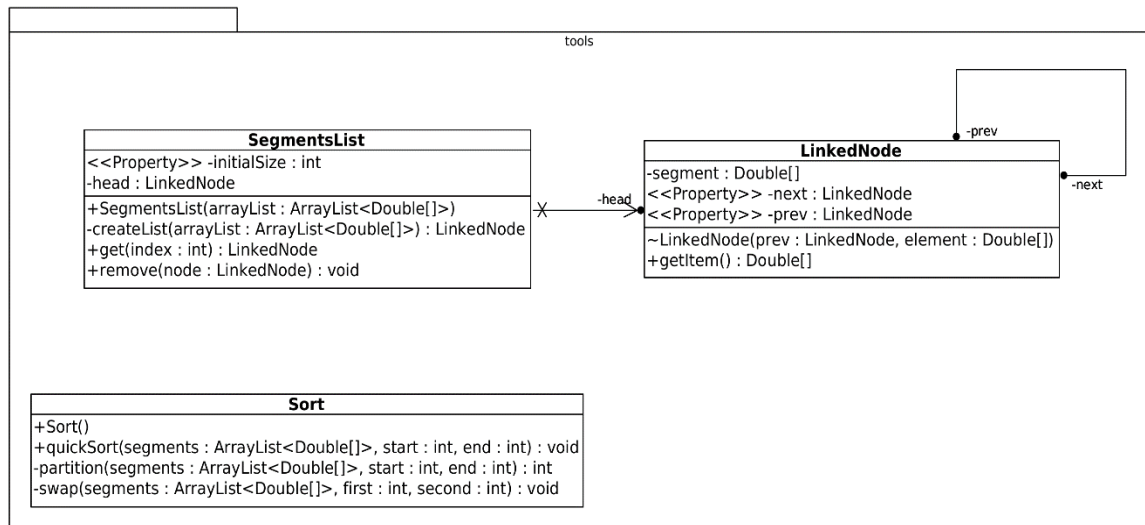 tools
SegmentsList
<<Property>> -initialSize : int
-head : LinkedNode
+SegmentsList(arrayList : ArrayList<Double[]>)
-createList(arrayList : ArrayList<Double[]>) : LinkedNode
+get(index : int) : LinkedNode
+remove(node : LinkedNode) : void
-head
-prev
LinkedNode
-segment : Double[]
<<Property>> -next : LinkedNode
<<Property>> -prev : LinkedNode
~LinkedNode(prev : LinkedNode, element : Double[])
+getItem() : Double[]
-next
Sort
+Sort()
+quickSort(segments : ArrayList<Double[]>, start : int, end : int) : void
-partition(segments : ArrayList<Double[]>, start : int, end : int) : int
-swap(segments : ArrayList<Double[]>, first : int, second : int) : void